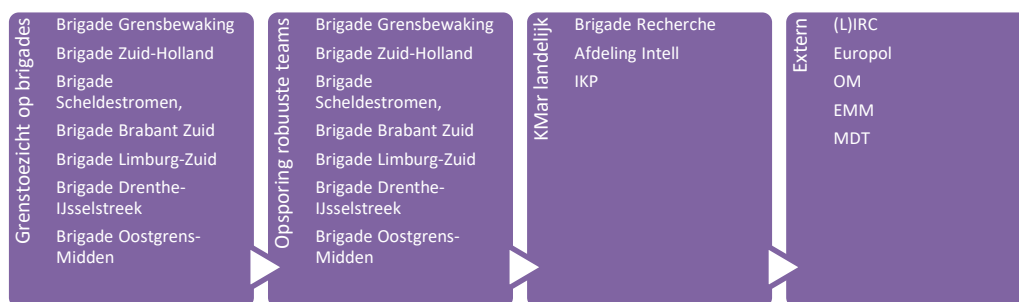 Grenstoezicht op brigades
Brigade Grensbewaking
Brigade Zuid-Holland
Brigade
Scheldestromen,
Brigade Brabant Zuid
Brigade Limburg-Zuid
Brigade Drenthe-
IJsselstreek
Brigade Oostgrens-
Midden
Opsporing robuuste teams
Brigade Grensbewaking
Brigade Zuid-Holland
Brigade
Scheldestromen,
Brigade Brabant Zuid
Brigade Limburg-Zuid
Brigade Drenthe-
IJsselstreek
Brigade Oostgrens-
Midden
KMar landelijk
Brigade Recherche
Afdeling Intell
IKP
Extern
(L)IRC
Europol
OM
EMM
MDT